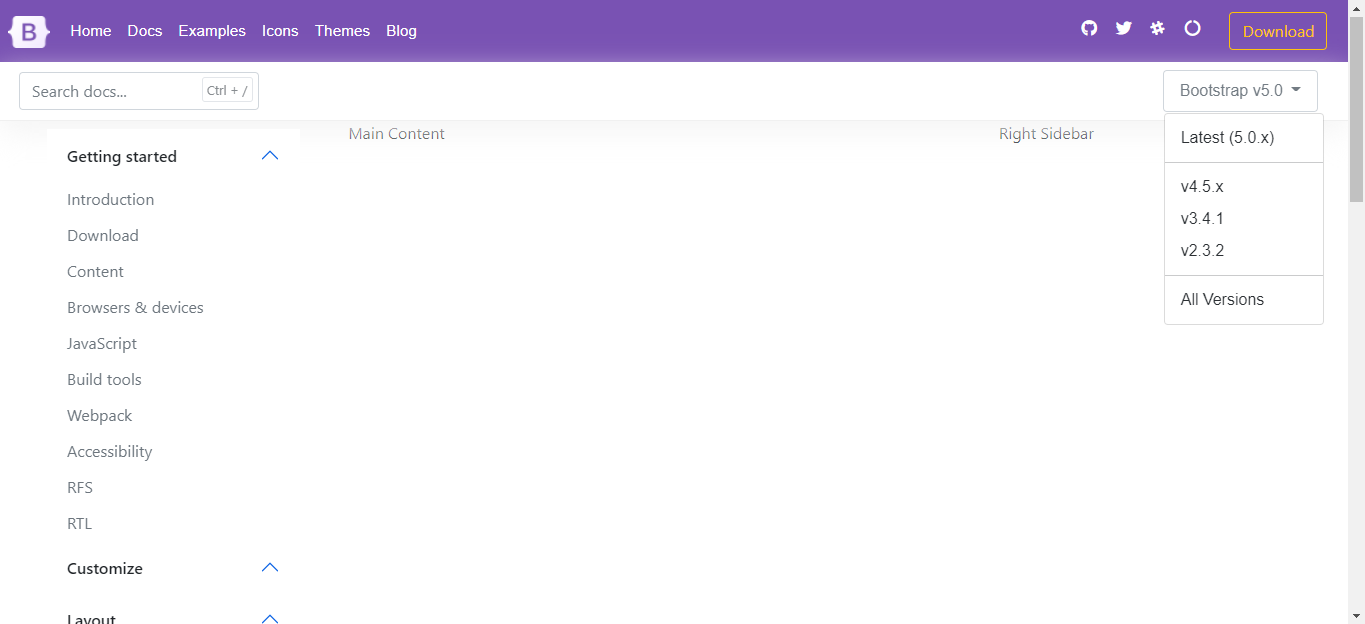 B Home Docs Examples Icons Themes Blog Download
Search docs... Ctrl + / Bootstrap v5.0
Main Content
Right Sidebar
Latest (5.0.x)
v4.5.x
v3.4.1
v2.3.2
All Versions
Getting started
Introduction
Download
Content
Browsers & devices
JavaScript
Build tools
Webpack
Accessibility
RFS
RTL
Customize
Layout